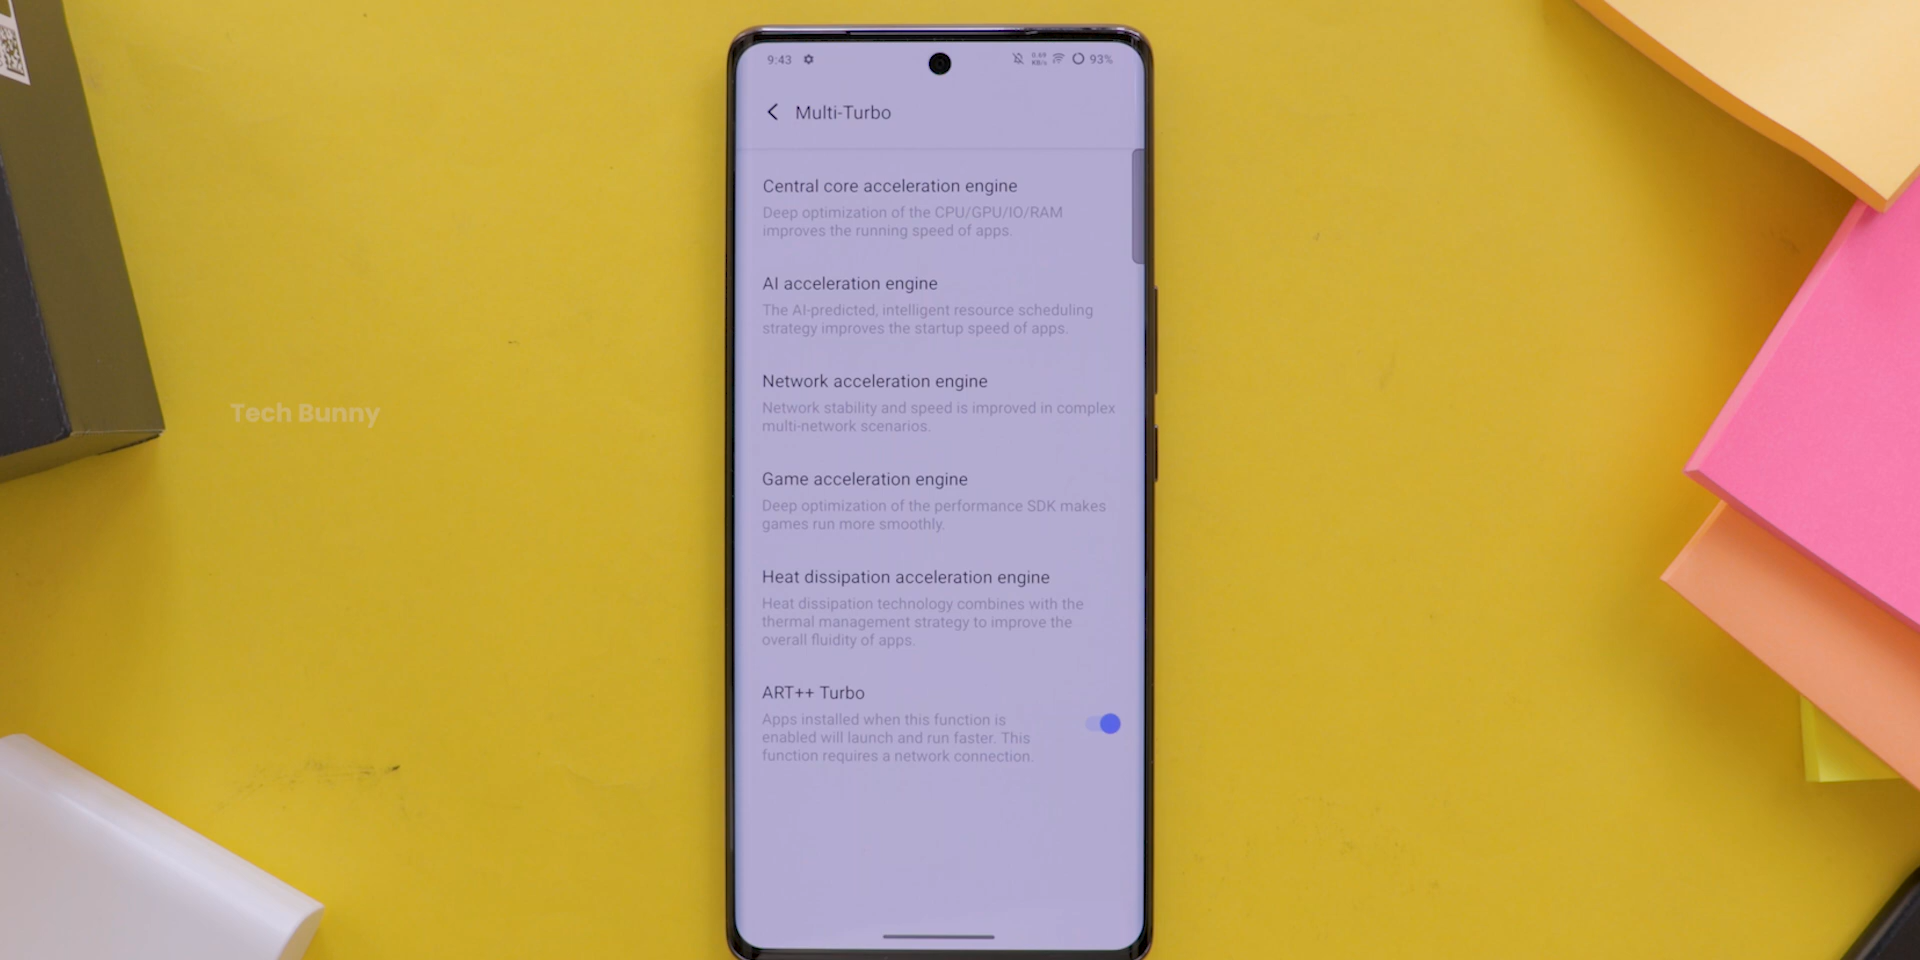 9:43
0.69
KB/s
93%
Multi-Turbo
Central core acceleration engine
Deep optimization of the CPU/GPU/IO/RAM
improves the running speed of apps.
AI acceleration engine
The AI-predicted, intelligent resource scheduling
strategy improves the startup speed of apps.
Network acceleration engine
Network stability and speed is improved in complex
multi-network scenarios.
Tech Bunny
Game acceleration engine
Deep optimization of the performance SDK makes
games run more smoothly.
Heat dissipation acceleration engine
Heat dissipation technology combines with the
thermal management strategy to improve the
overall fluidity of apps.
ART++ Turbo
Apps installed when this function is
enabled will launch and run faster. This
function requires a network connection.